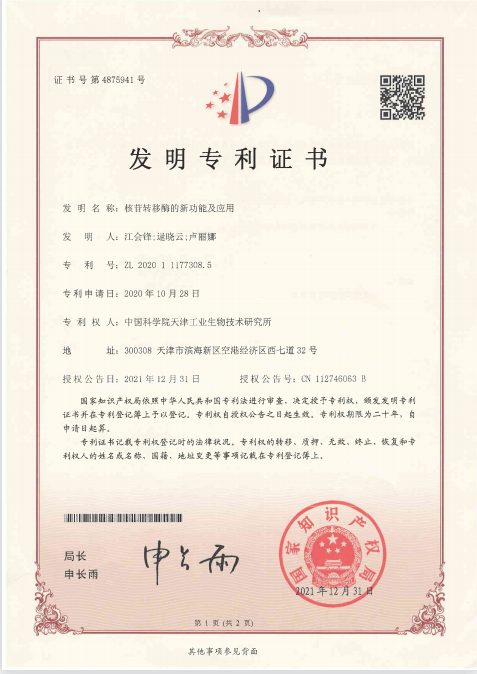 证书号第4875941号
发明专利证书
发明名称：核苷转移酶的新功能及应用
发明人：江会锋;逯晓云;卢丽娜
专利号：ZL 2020 1 1177308.5
专利申请日：2020年10月28日
专利权人：中国科学院天津工业生物技术研究所
地址：300308 天津市滨海新区空港经济区西七道32号
授权公告日：2021年12月31日 授权公告号：CN 112746063 B
国家知识产权局依照中华人民共和国专利法进行审查，决定授予专利权，颁发发明专利
证书并在专利登记簿上予以登记。专利权自授权公告之日起生效。专利权期限为二十年，自
申请日起算。
专利证书记载专利权登记时的法律状况。专利权的转移、质押、无效、终止、恢复和专
利权人的姓名或名称、国籍、地址变更等事项记载在专利登记簿上。
局长
申长雨
申长雨
国家知识产权局
2021年12月31日
第1页(共2页)
其他事项参见背面